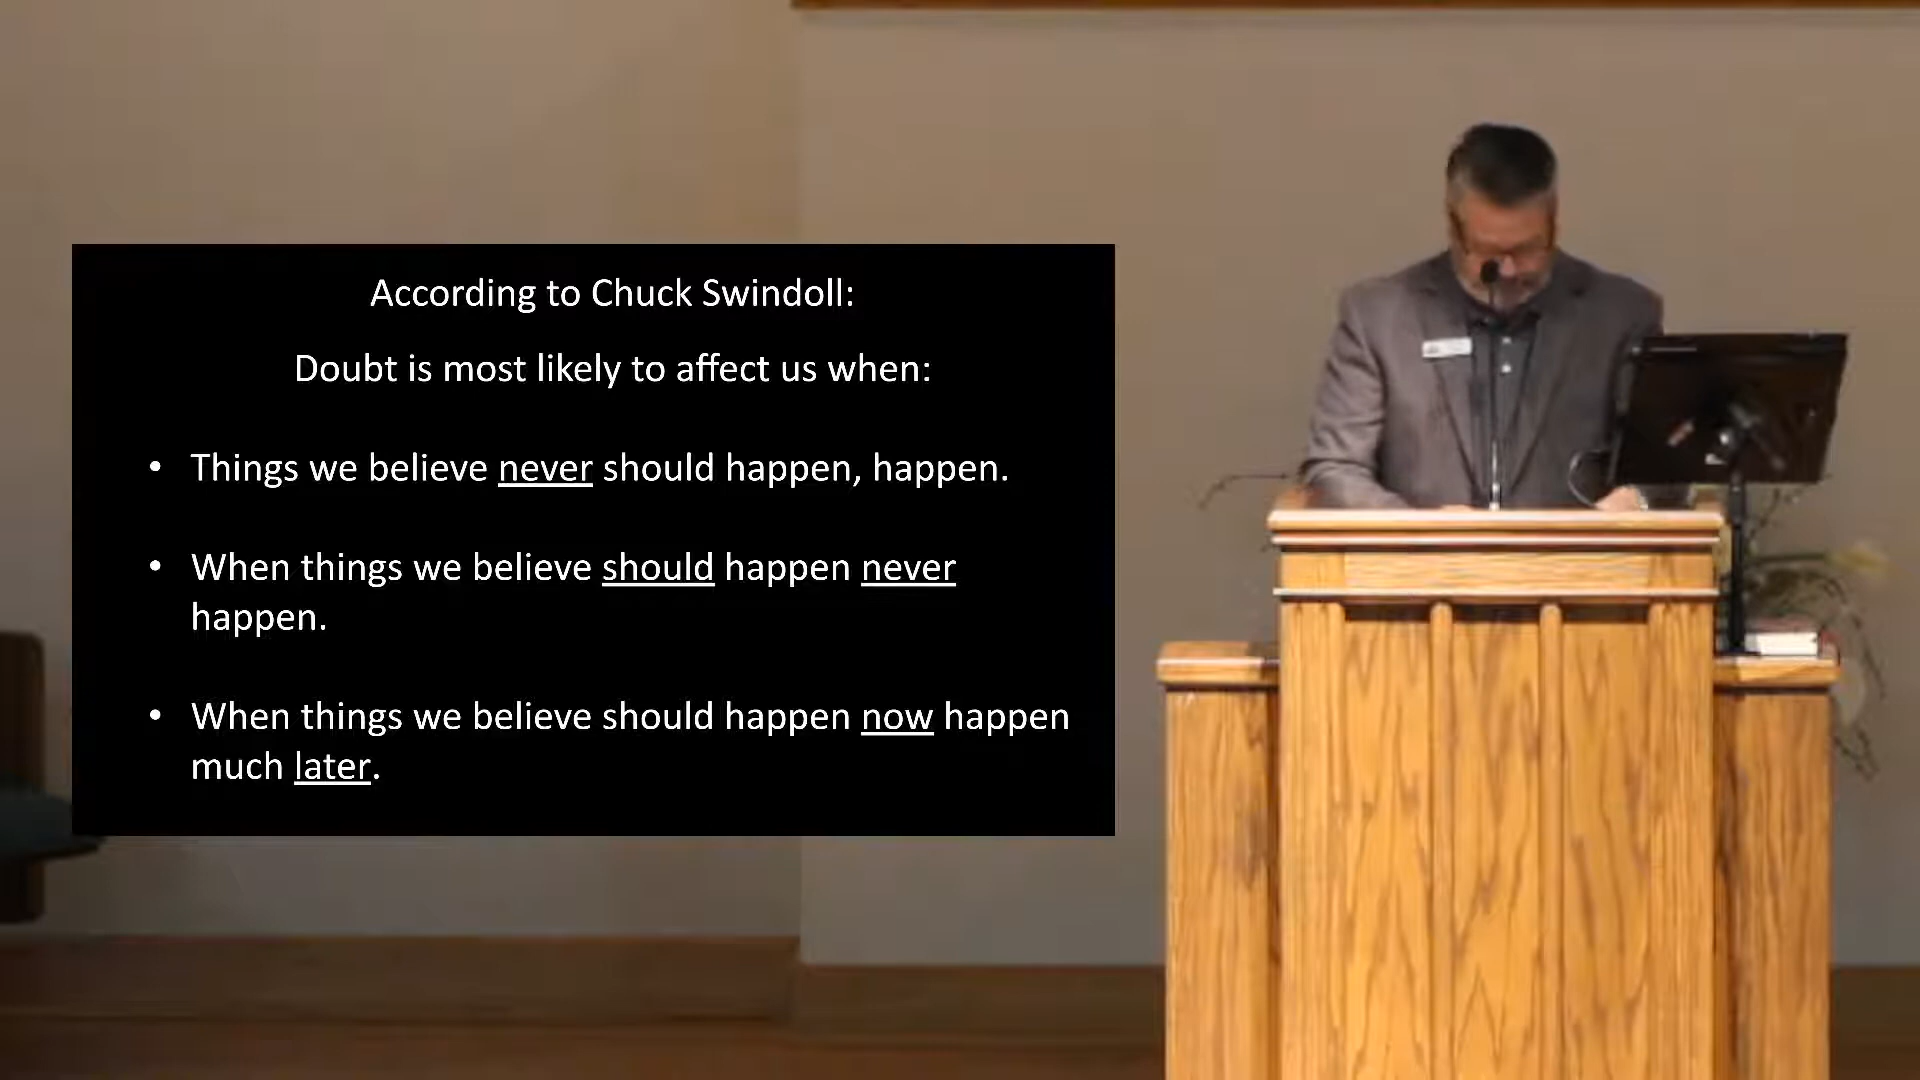 According to Chuck Swindoll:
Doubt is most likely to affect us when:
• Things we believe never should happen, happen.
• When things we believe should happen never
happen.
• When things we believe should happen now happen
much later.